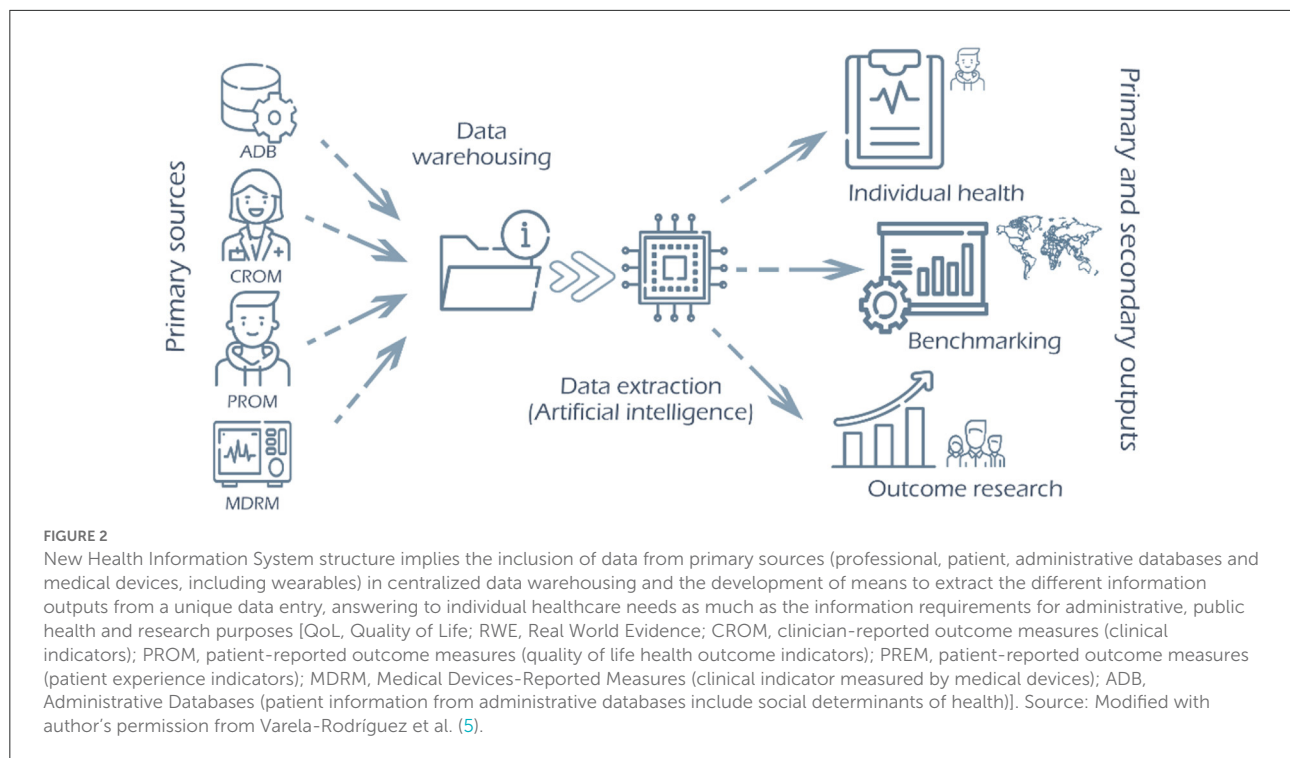 Primary sources
ADB
CROM
PROM
MDRM
Data
warehousing
i
Data extraction
(Artificial intelligence)
Individual health
Benchmarking
Outcome research
Primary and secondary outputs
FIGURE 2
New Health Information System structure implies the inclusion of data from primary sources (professional, patient, administrative databases and
medical devices, including wearables) in centralized data warehousing and the development of means to extract the different information
outputs from a unique data entry, answering to individual healthcare needs as much as the information requirements for administrative, public
health and research purposes [QoL, Quality of Life; RWE, Real World Evidence; CROM, clinician-reported outcome measures (clinical
indicators); PROM, patient-reported outcome measures (quality of life health outcome indicators); PREM, patient-reported outcome measures
(patient experience indicators); MDRM, Medical Devices-Reported Measures (clinical indicator measured by medical devices); ADB,
Administrative Databases (patient information from administrative databases include social determinants of health)]. Source: Modified with
author's permission from Varela-Rodríguez et al. (5).